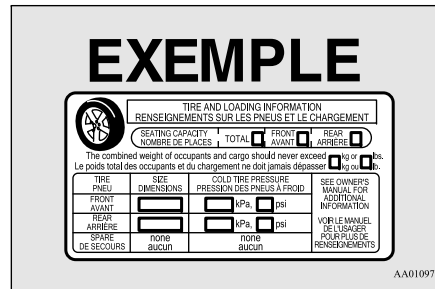 EXEMPLE
TIRE AND LOADING INFORMATION
RENSEIGNEMENTS SUR LES PNEUS ET LE CHARGEMENT
SEATING CAPACITY
NOMBRE DE PLACES
TOTAL
FRONT
AVANT
REAR
ARRIÈRE
The combined weight of occupants and cargo should never exceed kg or lbs.
Le poids total des occupants et du chargement ne doit jamais dépasser kg ou lb.
TIRE
PNEU
SIZE
DIMENSIONS
COLD TIRE PRESSURE
PRESSION DES PNEUS À FROID
SEE OWNER'S
MANUAL FOR
ADDITIONAL
INFORMATION
VOIR LE MANUEL
DE L'USAGER
POUR PLUS DE
RENSEIGNEMENTS
FRONT
AVANT
kPa, psi
REAR
ARRIÈRE
kPa, psi
SPARE
DE SECOURS
none
aucun
none
aucun
AA01097